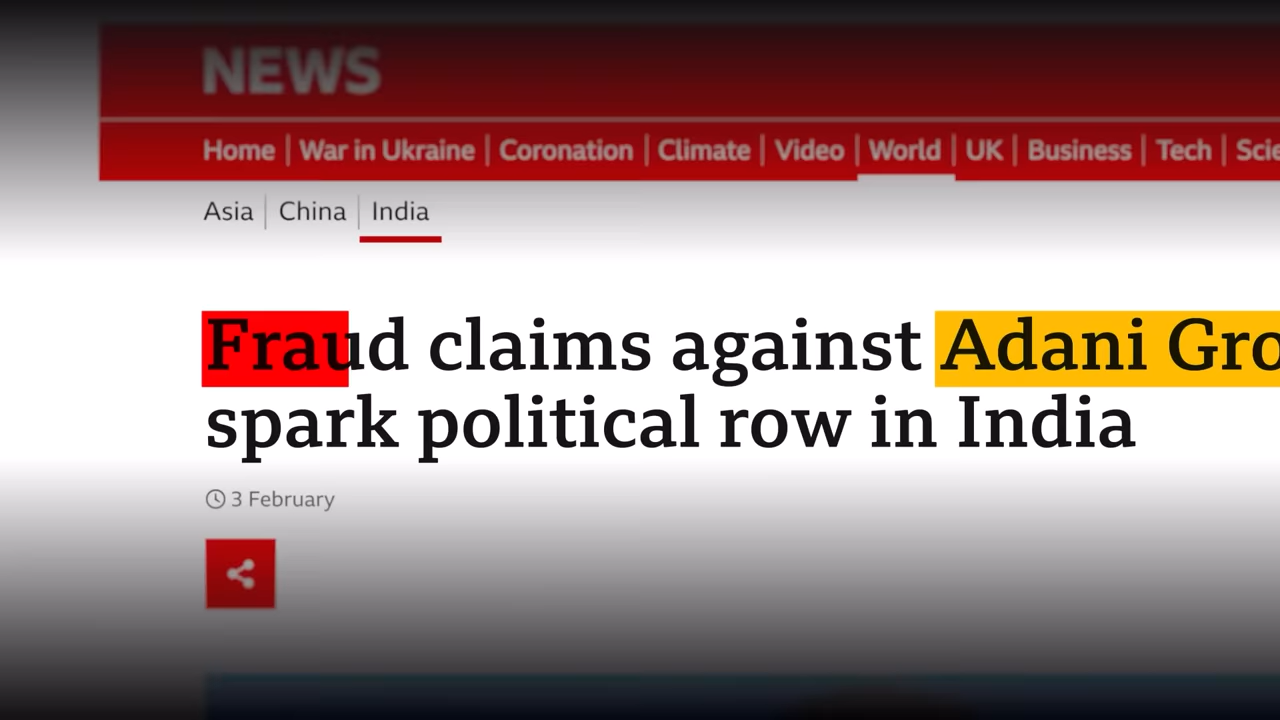 NEWS
Home War in Ukraine Coronation Climate Video World UK Business Tech
Asia China India
Fraud claims against Adani
spark political row in India
3 February